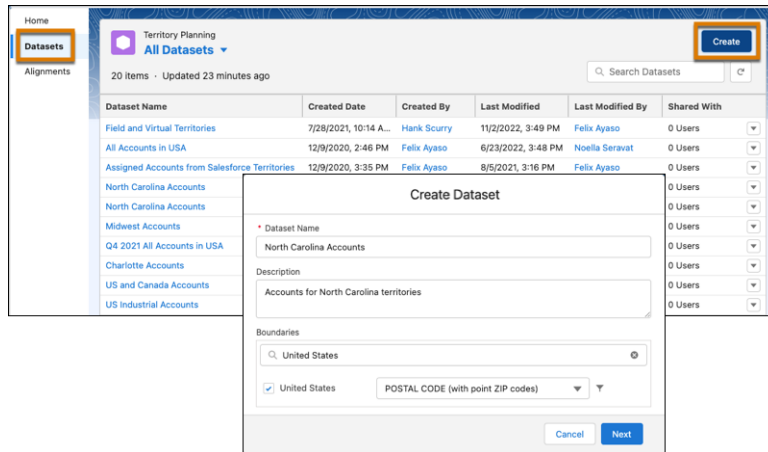 Home
Datasets
Alignments
Territory Planning
All Datasets
Create
20 items · Updated 23 minutes ago
Search Datasets
Dataset Name Created Date Created By Last Modified Last Modified By Shared With
Field and Virtual Territories 7/28/2021, 10:14 A... Hank Scurry 11/2/2022, 3:49 PM Felix Ayaso 0 Users
All Accounts in USA 12/9/2020, 2:46 PM Felix Ayaso 6/23/2022, 3:48 PM Noella Seravat 0 Users
Assigned Accounts from Salesforce Territories 12/9/2020, 3:35 PM Felix Ayaso 8/5/2021, 3:16 PM Felix Ayaso 0 Users
North Carolina Accounts 0 Users
North Carolina Accounts 0 Users
Midwest Accounts 0 Users
Q4 2021 All Accounts in USA 0 Users
Charlotte Accounts 0 Users
US and Canada Accounts 0 Users
US Industrial Accounts 0 Users
Create Dataset
* Dataset Name
North Carolina Accounts
Description
Accounts for North Carolina territories
Boundaries
United States
United States POSTAL CODE (with point ZIP codes)
Cancel Next